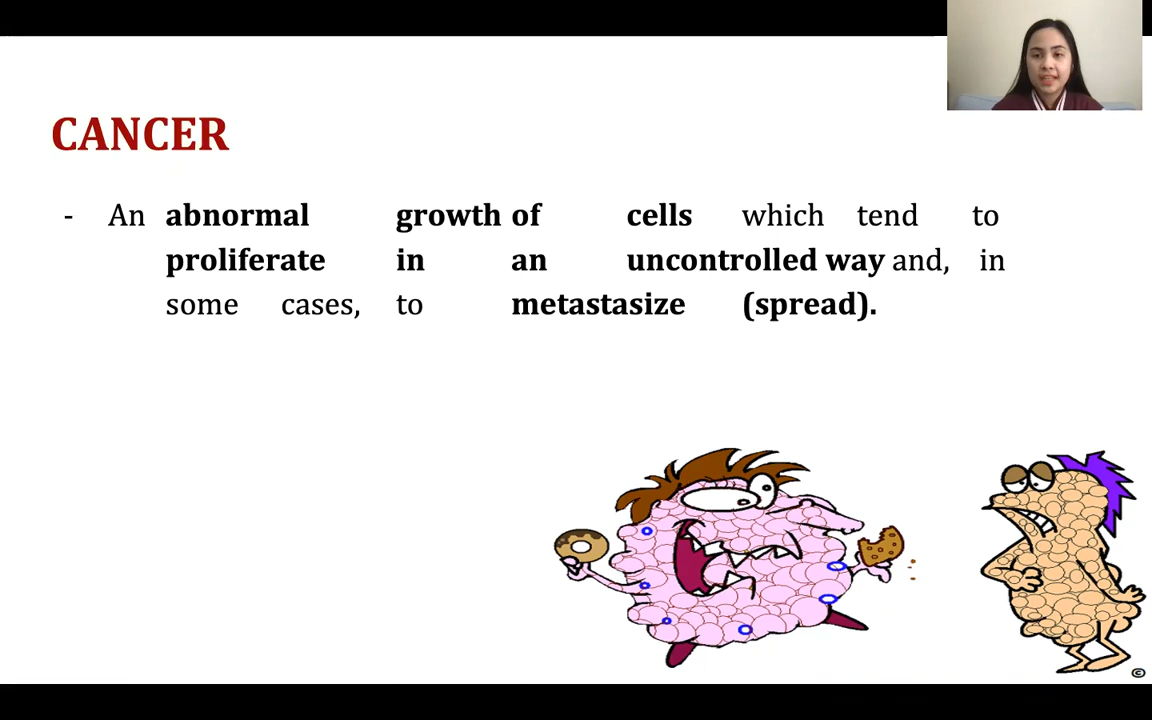 CANCER
- An abnormal growth of cells which tend to
proliferate in an uncontrolled way and, in
some cases, to metastasize (spread).
©